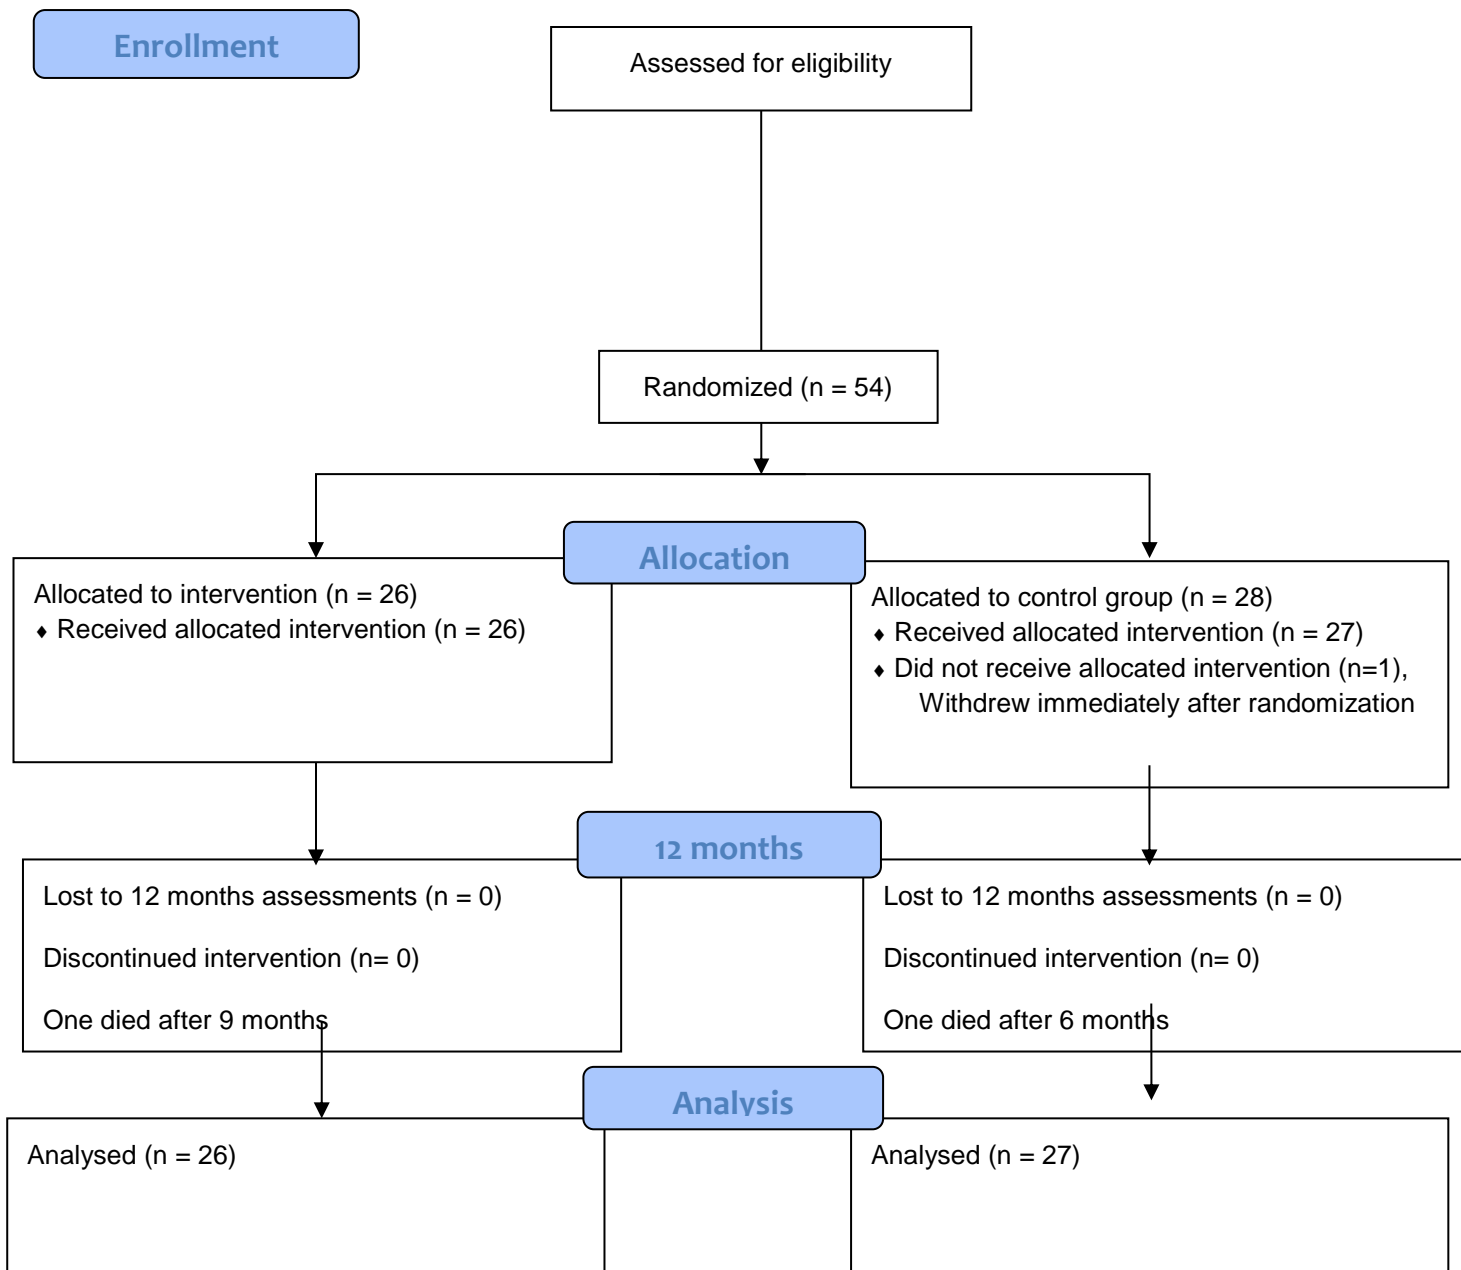 Enrollment
Assessed for eligibility
Randomized (n = 54)
Allocation
Allocated to intervention (n = 26)
♦ Received allocated intervention (n = 26)
Allocated to control group (n = 28)
♦ Received allocated intervention (n = 27)
♦ Did not receive allocated intervention (n=1),
Withdrew immediately after randomization
12 months
Lost to 12 months assessments (n = 0)
Discontinued intervention (n= 0)
One died after 9 months
Lost to 12 months assessments (n = 0)
Discontinued intervention (n= 0)
One died after 6 months
Analysis
Analysed (n = 26)
Analysed (n = 27)